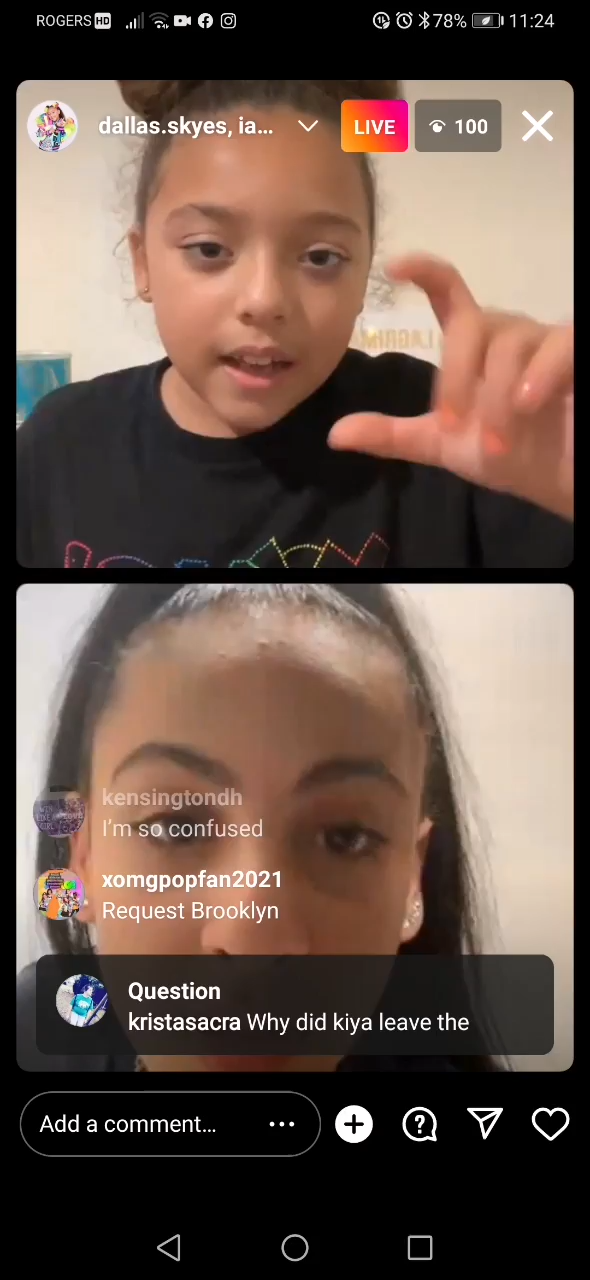 ROGERS HD 78% 11:24
dallas.skyes, ia...
LIVE
100
kensingtondh
I'm so confused
xomgpopfan2021
Request Brooklyn
Question
kristasacra Why did kiya leave the
Add a comment...